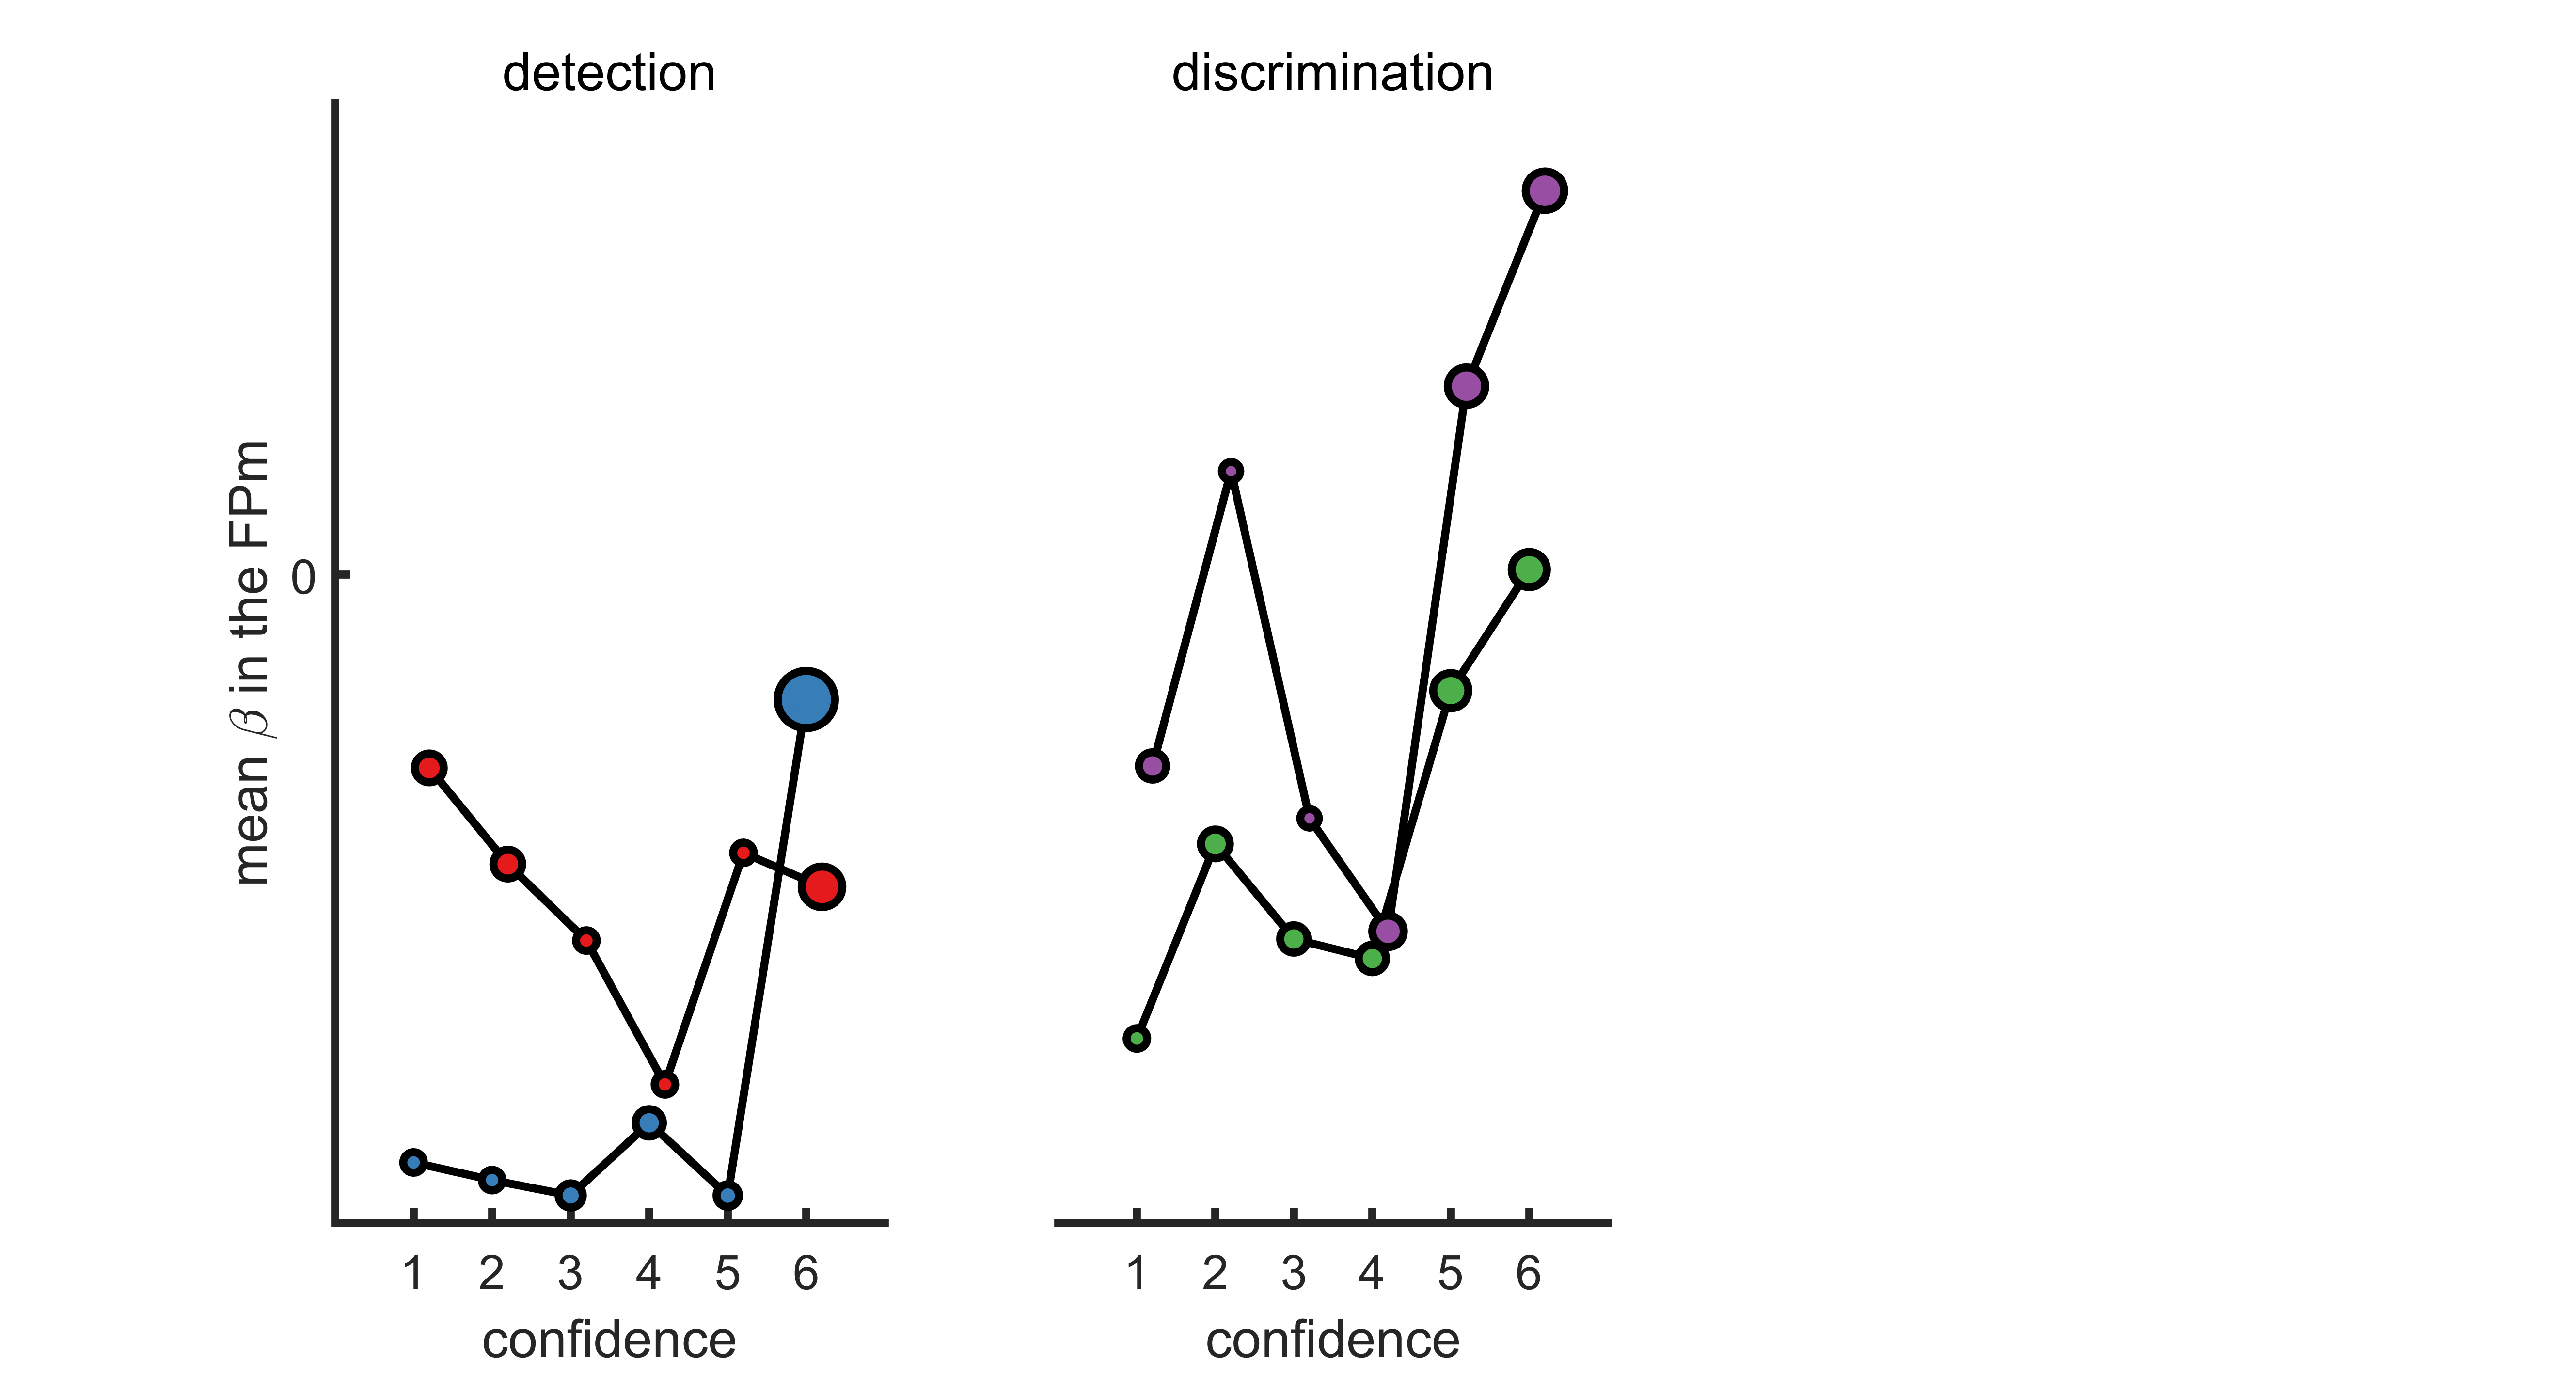 detection
discrimination
mean β in the FPm
0
1 2 3 4 5 6
1 2 3 4 5 6
confidence
confidence